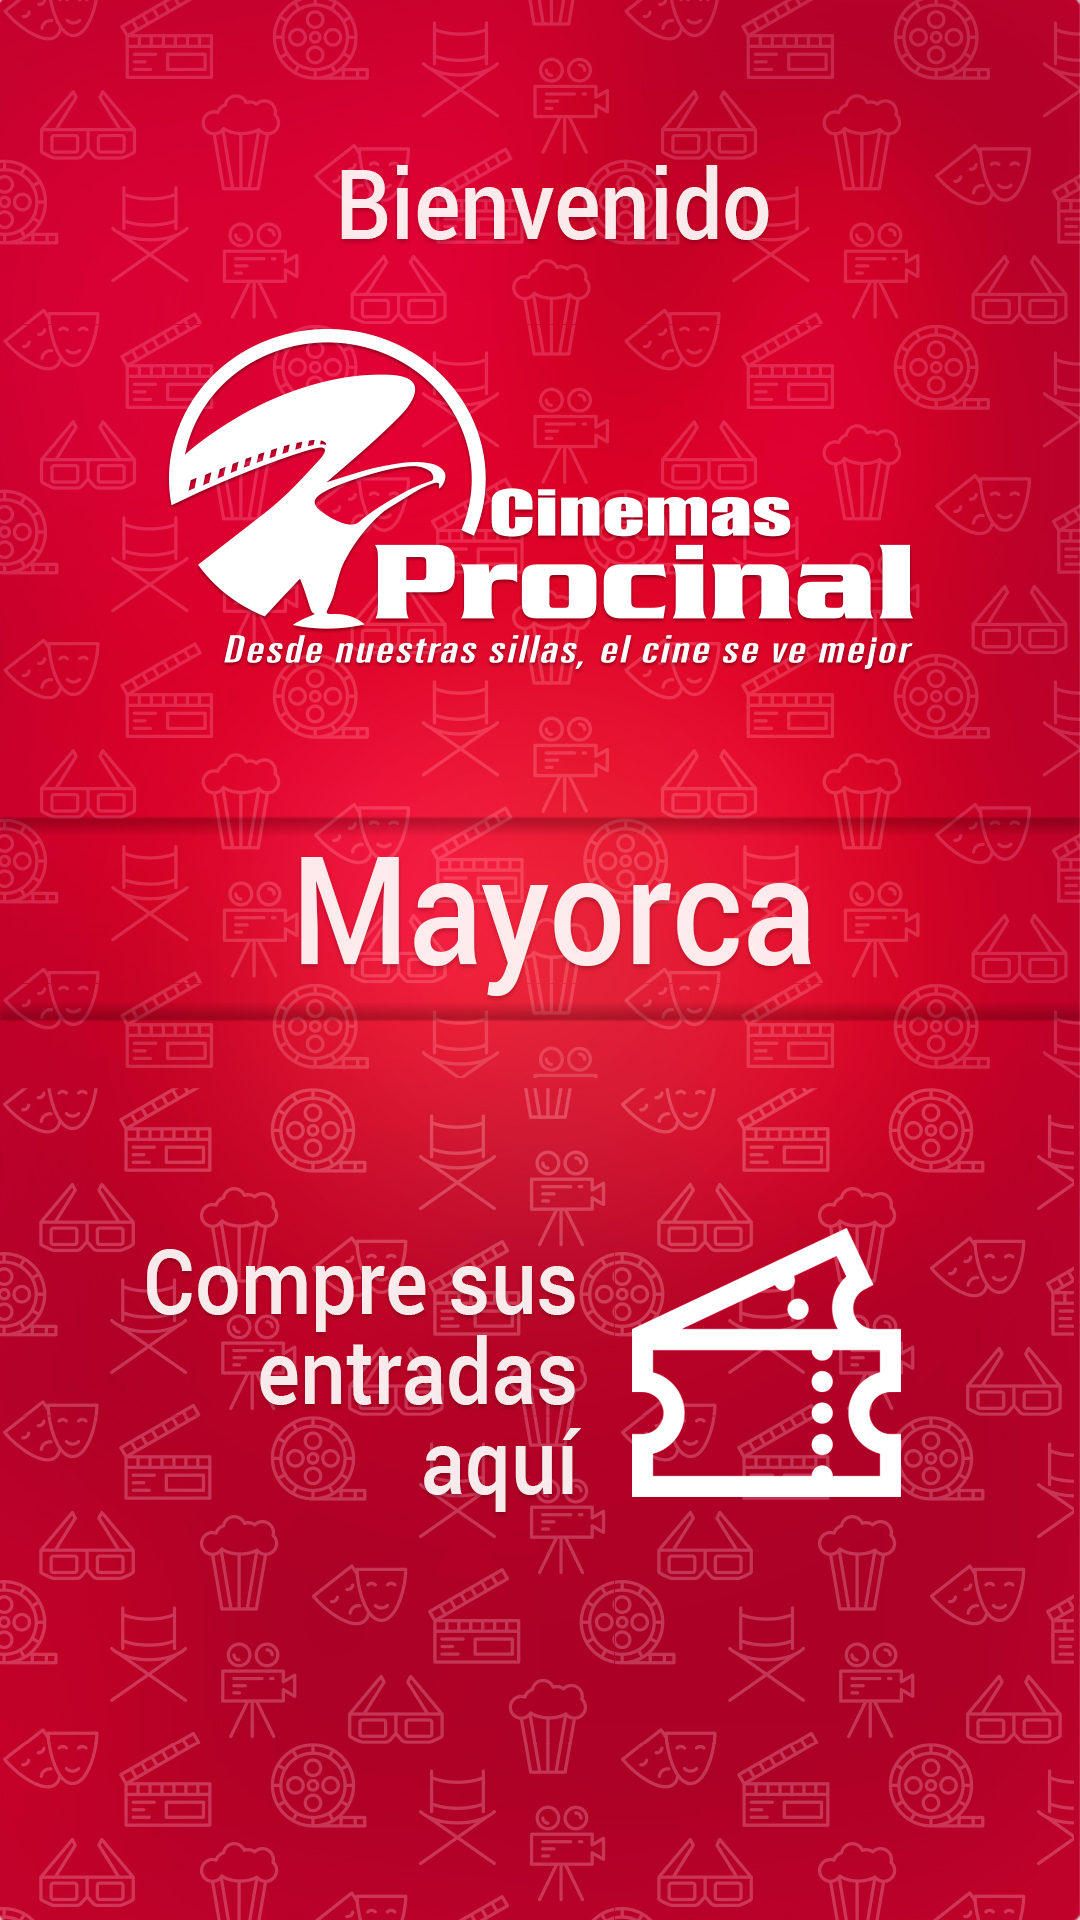 Bienvenido
Cinemas
Procinal
Desde nuestras sillas, el cine se ve mejor
Mayorca
Compre sus
entradas
aquí